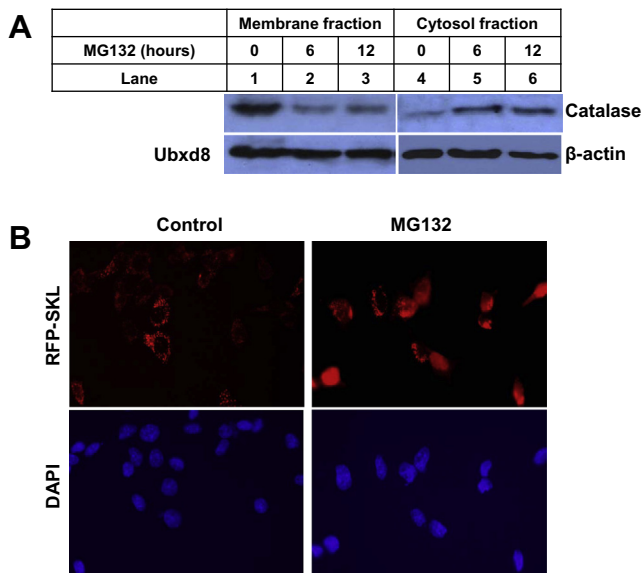 A
Membrane fraction Cytosol fraction
MG132 (hours) 0 6 12 0 6 12
Lane 1 2 3 4 5 6
Catalase
Ubxd8 β-actin
B
Control MG132
RFP-SKL
DAPI